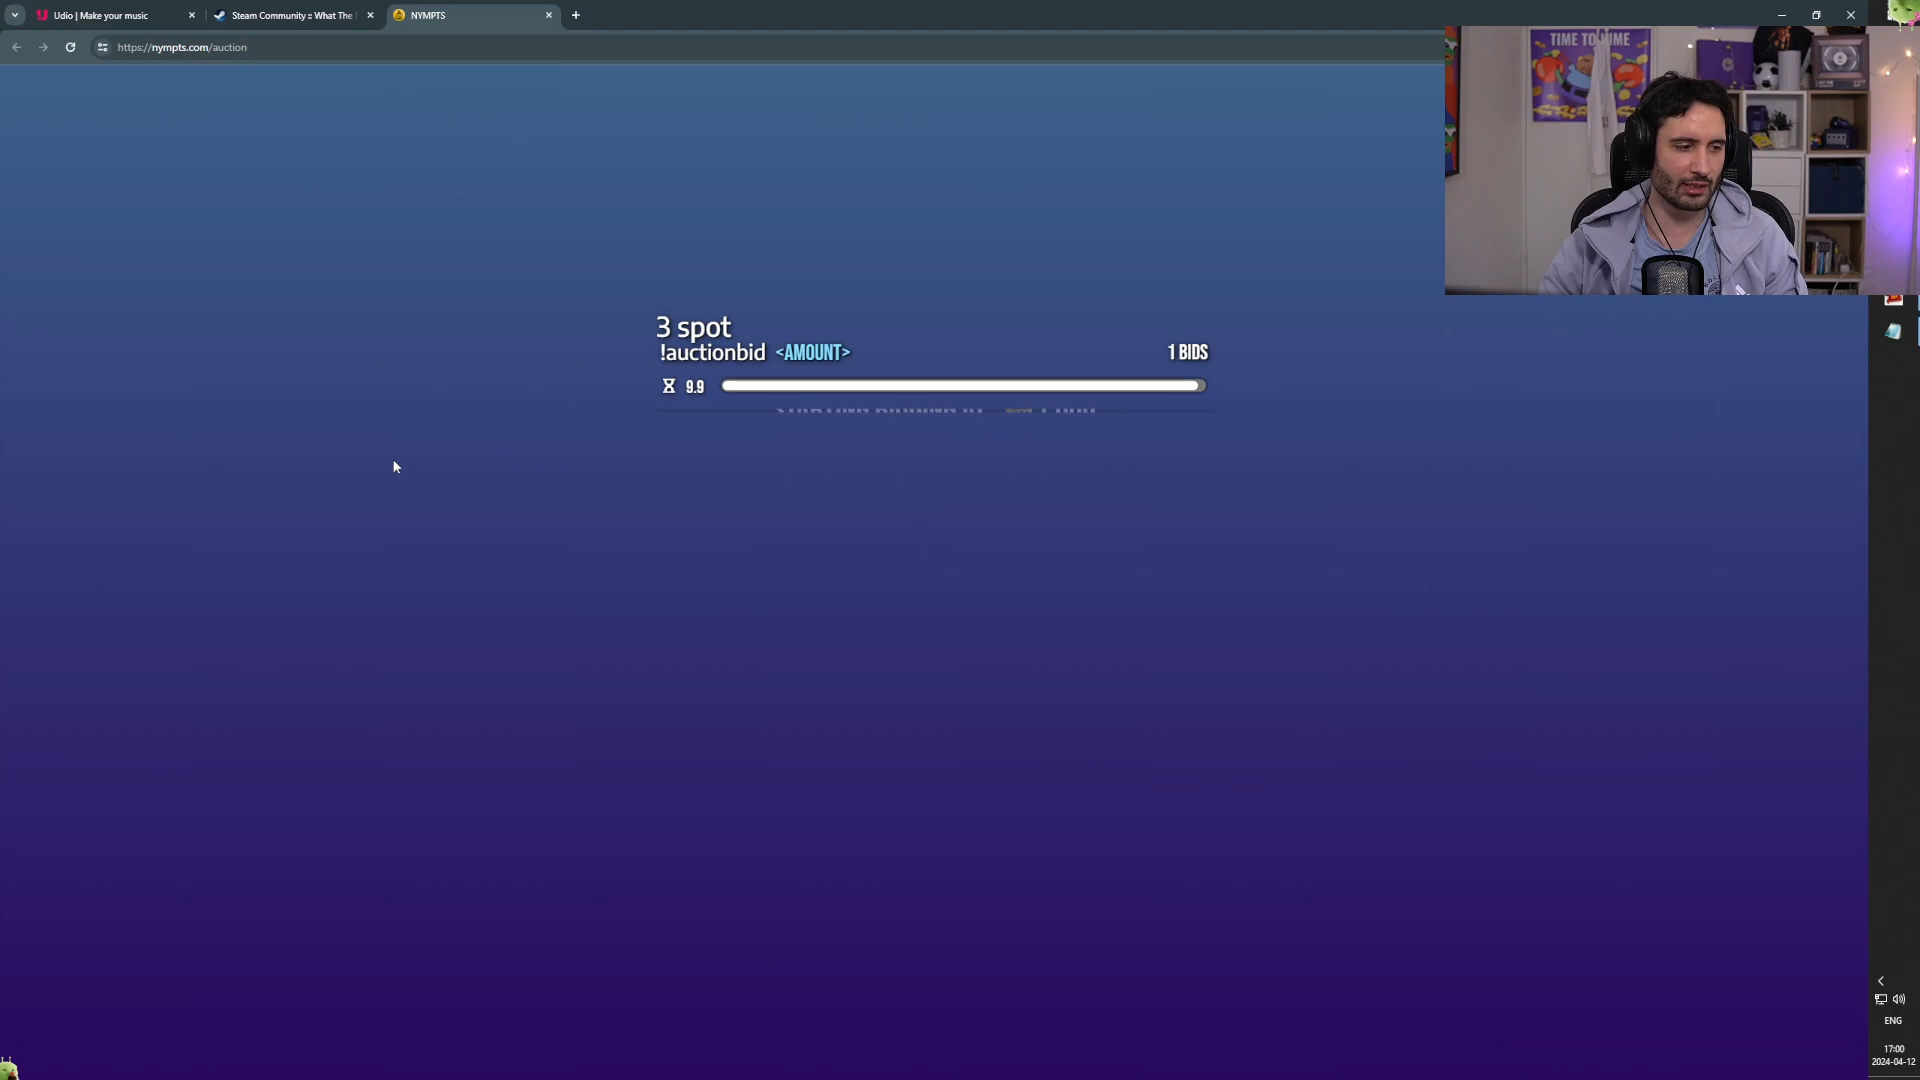 Udio | Make your music
Steam Community :: What The
NYMPTS
https://nympts.com/auction
TIME TO
3 spot
!auctionbid <AMOUNT>
1 BIDS
9.9
ENG
17:00
2024-04-12